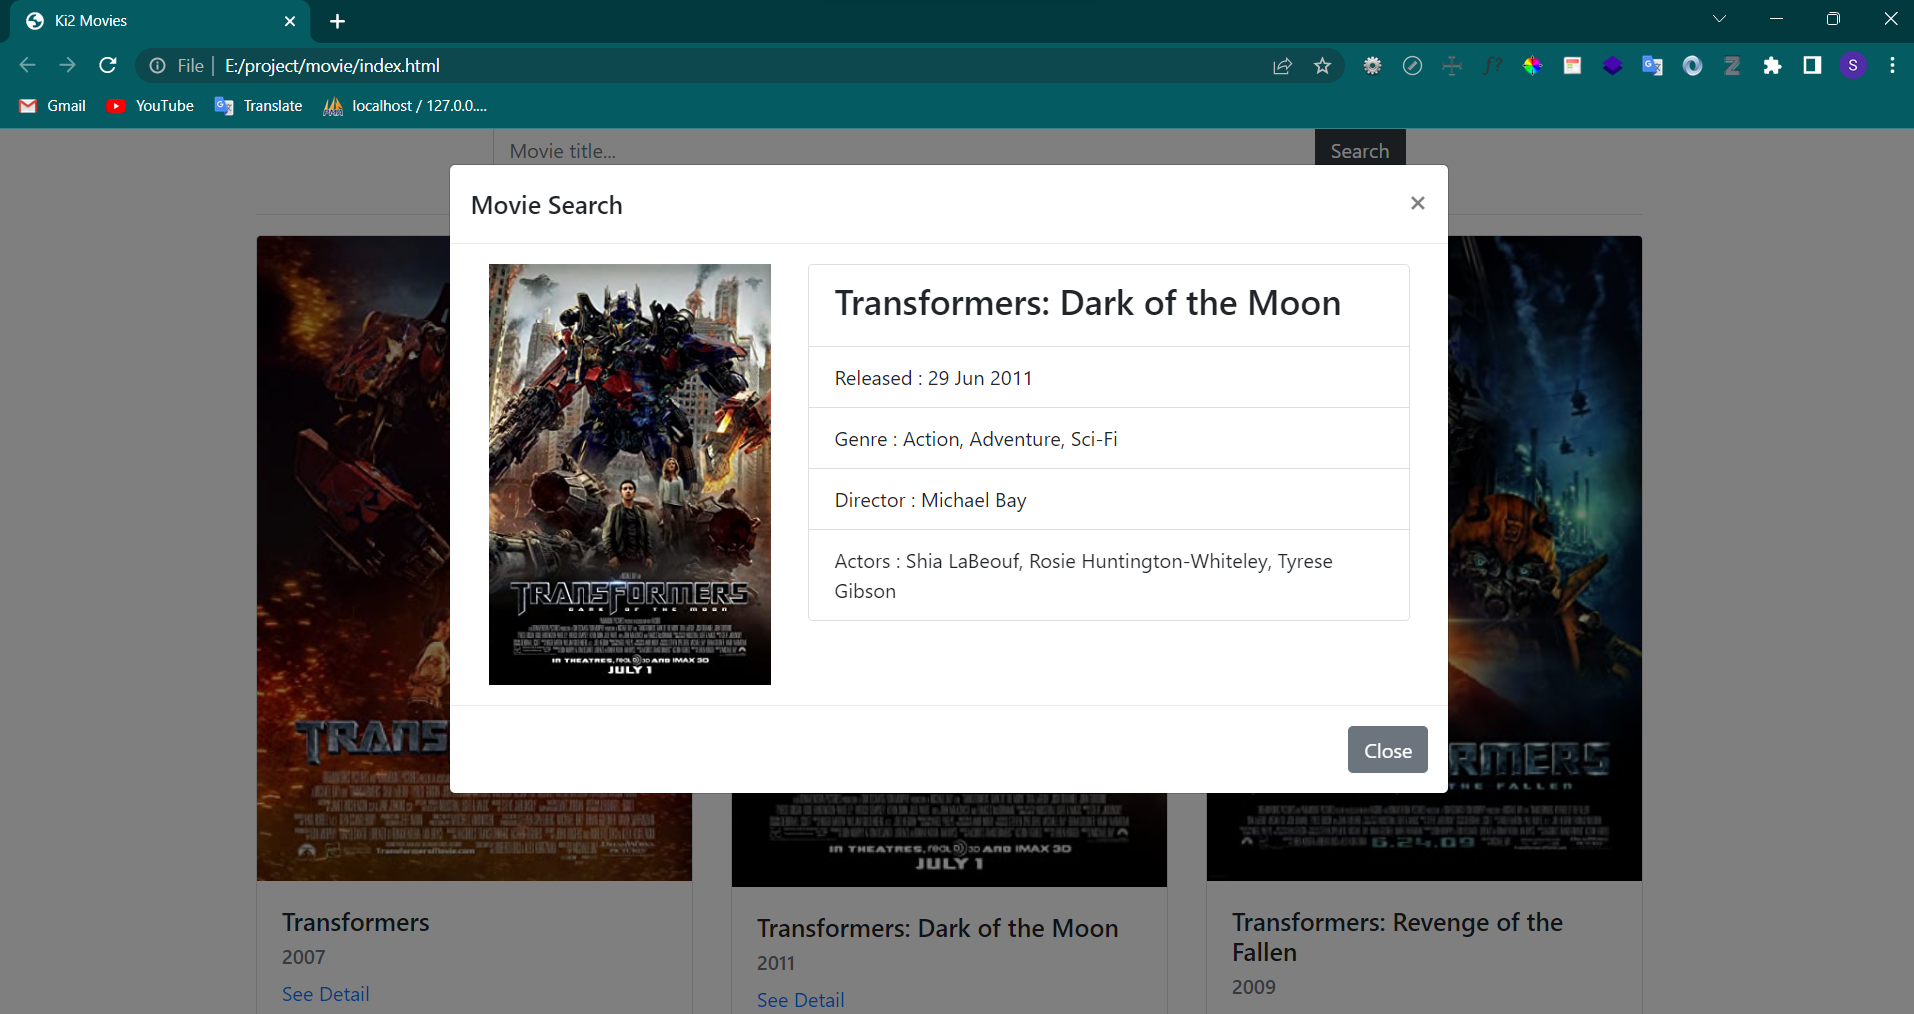 Ki2 Movies
File | E:/project/movie/index.html
S
Gmail
YouTube
Translate
localhost / 127.0.0....
Movie title...
Search
Movie Search
×
TRANSFORMERS
DARK OF THE MOON
IN THEATRES, REAL D 3D AND IMAX 3D
JULY 1
Transformers: Dark of the Moon
Released : 29 Jun 2011
Genre : Action, Adventure, Sci-Fi
Director : Michael Bay
Actors : Shia LaBeouf, Rosie Huntington-Whiteley, Tyrese
Gibson
Close
TRANS
TransformersMovie.com
Transformers
2007
See Detail
IN THEATRES, REAL D 3D AND IMAX 3D
JULY 1
Transformers: Dark of the Moon
2011
See Detail
RMERS
THE FALLEN
6.24.09
Transformers: Revenge of the
Fallen
2009